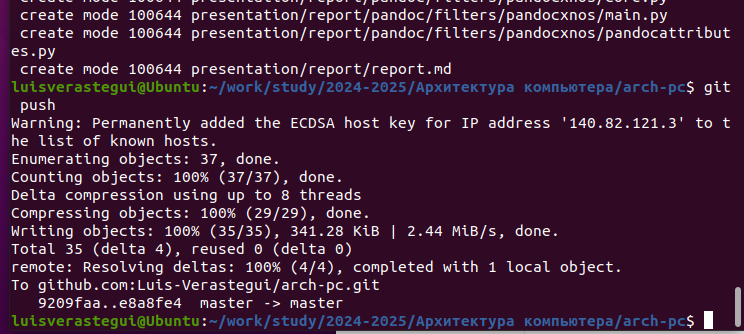 create mode 100644 presentation/report/pandoc/filters/pandocxnos/core.py
create mode 100644 presentation/report/pandoc/filters/pandocxnos/main.py
create mode 100644 presentation/report/pandoc/filters/pandocxnos/pandocattribut
es.py
create mode 100644 presentation/report/report.md
luisverastegui@Ubuntu:~/work/study/2024-2025/Архитектура компьютера/arch-pc$ git
push
Warning: Permanently added the ECDSA host key for IP address '140.82.121.3' to t
he list of known hosts.
Enumerating objects: 37, done.
Counting objects: 100% (37/37), done.
Delta compression using up to 8 threads
Compressing objects: 100% (29/29), done.
Writing objects: 100% (35/35), 341.28 KiB | 2.44 MiB/s, done.
Total 35 (delta 4), reused 0 (delta 0)
remote: Resolving deltas: 100% (4/4), completed with 1 local object.
To github.com:Luis-Verastegui/arch-pc.git
9209faa..e8a8fe4  master -> master
luisverastegui@Ubuntu:~/work/study/2024-2025/Архитектура компьютера/arch-pc$